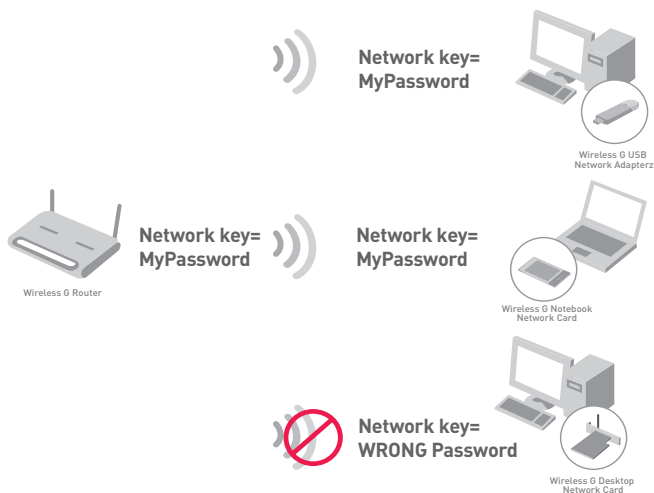 Network key=
MyPassword
Wireless G USB
Network Adapterz
Network key=
MyPassword
Wireless G Router
Network key=
MyPassword
Wireless G Notebook
Network Card
Network key=
WRONG Password
Wireless G Desktop
Network Card